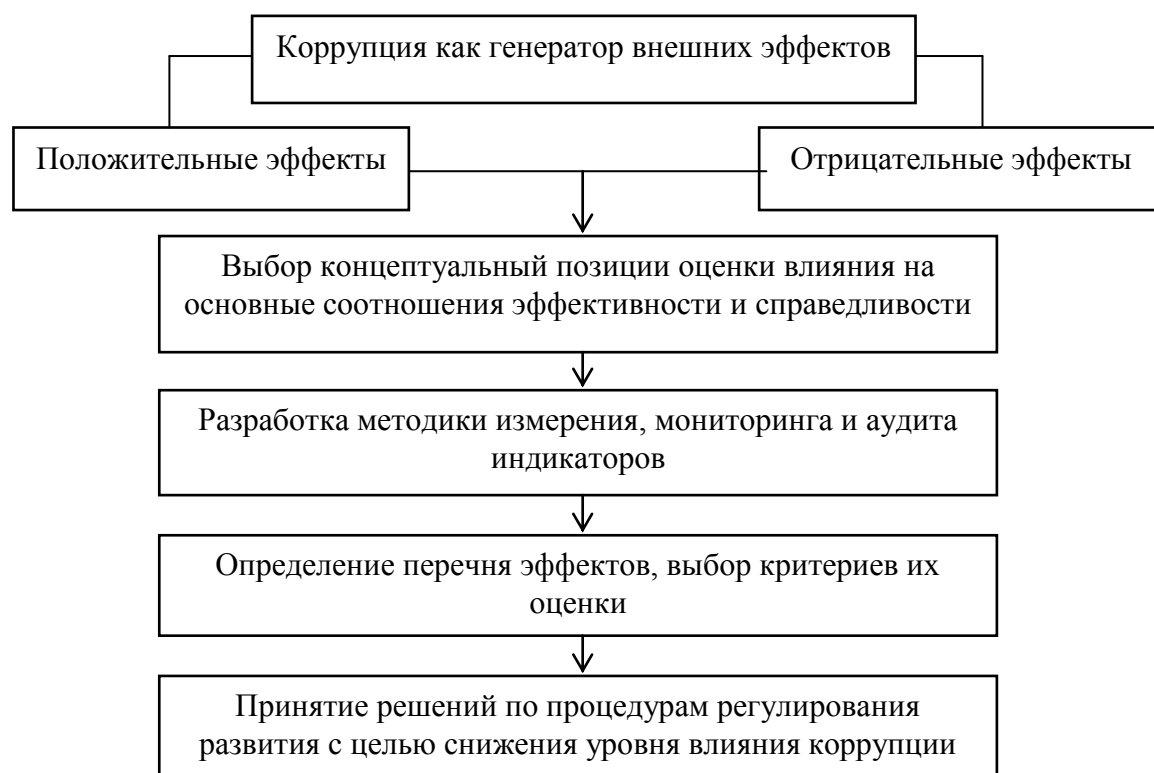 Коррупция как генератор внешних эффектов
Положительные эффекты
Отрицательные эффекты
Выбор концептуальный позиции оценки влияния на
основные соотношения эффективности и справедливости
Разработка методики измерения, мониторинга и аудита
индикаторов
Определение перечня эффектов, выбор критериев их
оценки
Принятие решений по процедурам регулирования
развития с целью снижения уровня влияния коррупции